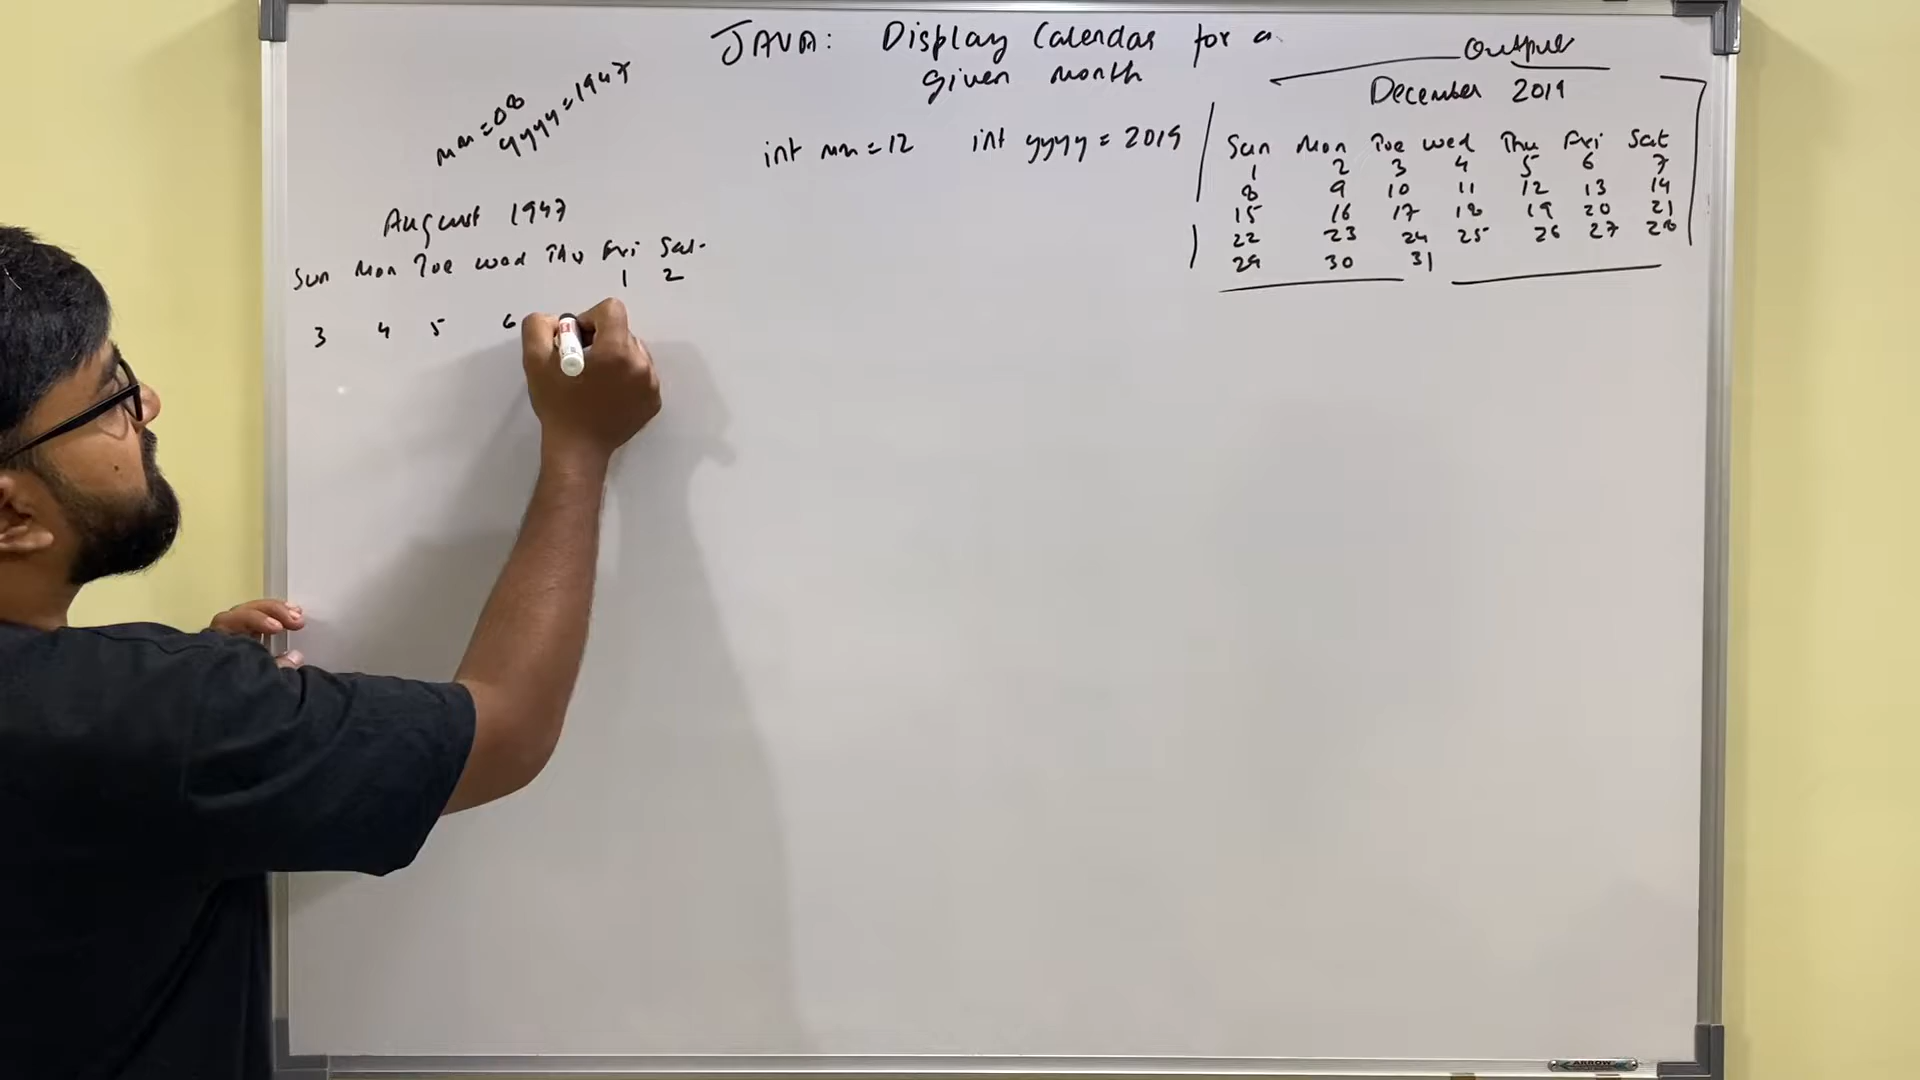 JAVA: Display Calendar for a
given month
mm = 08
yyyy = 1947
int mm = 12 int yyyy = 2019
August 1947
Sun Mon Tue Wed Thu Fri Sat
1 2
3 4 5 6
Output
December 2019
Sun Mon Tue Wed Thu Fri Sat
1 2 3 4 5 6 7
8 9 10 11 12 13 14
15 16 17 18 19 20 21
22 23 24 25 26 27 28
29 30 31
ARROW